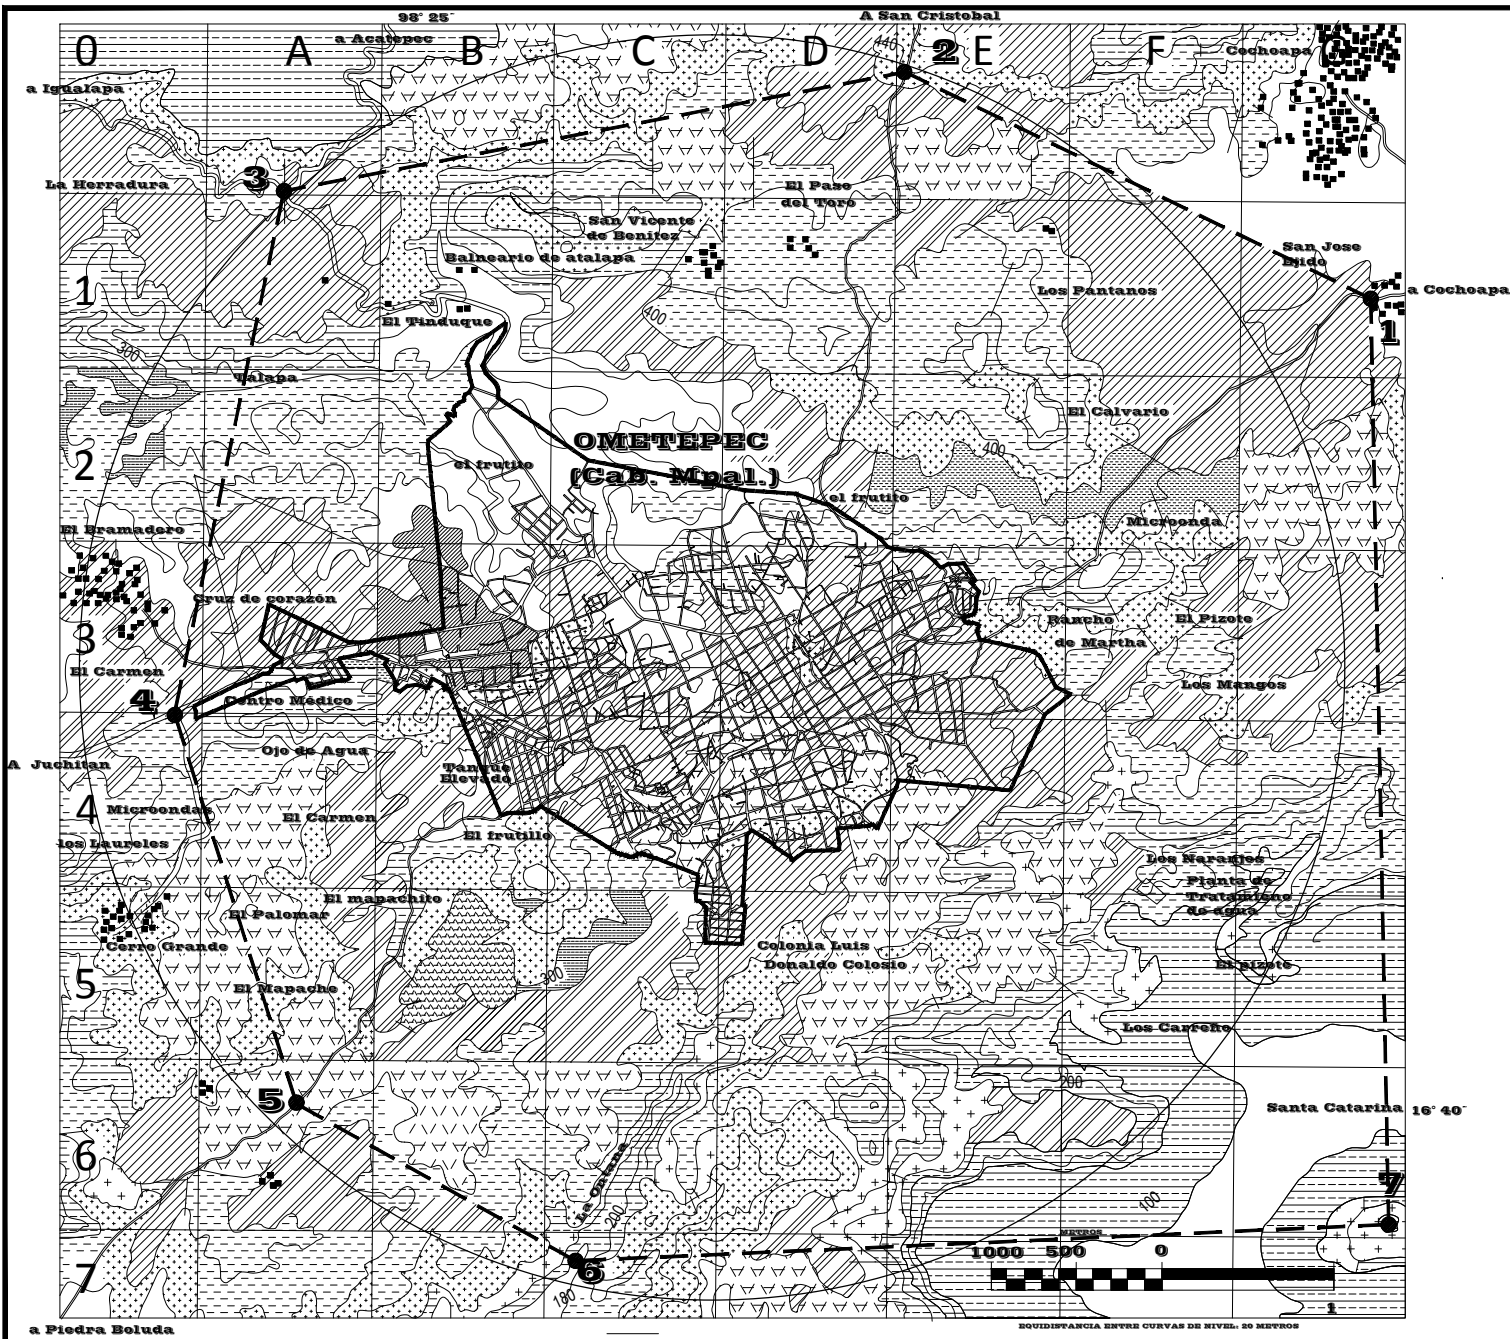 98° 25´
A San Cristobal
a Acatepec
0
A
B
C
D
440
2
E
F
Cochoapa
a Igualapa
3
La Herradura
El Paso
del Toro
San Vicente
de Benitez
San Jose
Ejido
Balneario de atalapa
1
Los Pantanos
a Cochoapa
El Tinduque
400
1
300
Talapa
El Calvario
OMETEPEC
(Cab. Mpal.)
400
2
el frutito
el frutito
El Bramadero
Microonda
Cruz de corazón
3
Rancho
de Martha
El Pizote
El Carmen
4
Centro Médico
Los Mangos
Ojo de Agua
A Juchitan
Tanque
Elevado
4
Microondas
El Carmen
El frutillo
los Laureles
Los Naranjos
Planta de
Tratamieno
de agua
El mapachito
El Palomar
Cerro Grande
Colonia Luis
Donaldo Colosio
El pizote
5
300
El Mapache
Los Carreño
200
5
Santa Catarina
16° 40´
6
La Ontana
200
100
7
METROS
1000 500 0
6
7
180
1
a Piedra Boluda
EQUIDISTANCIA ENTRE CURVAS DE NIVEL: 20 METROS